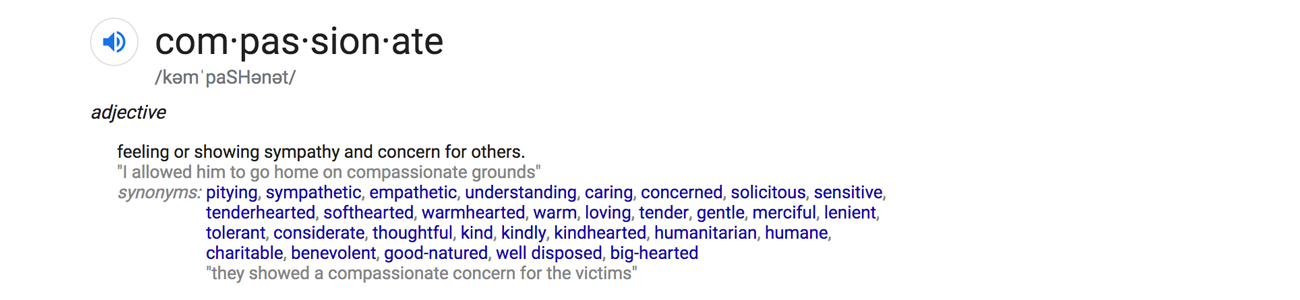 com·pas·sion·ate
/kəmˈpaSHənət/
adjective
feeling or showing sympathy and concern for others.
"I allowed him to go home on compassionate grounds"
synonyms: pitying, sympathetic, empathetic, understanding, caring, concerned, solicitous, sensitive,
tenderhearted, softhearted, warmhearted, warm, loving, tender, gentle, merciful, lenient,
tolerant, considerate, thoughtful, kind, kindly, kindhearted, humanitarian, humane,
charitable, benevolent, good-natured, well disposed, big-hearted
"they showed a compassionate concern for the victims"